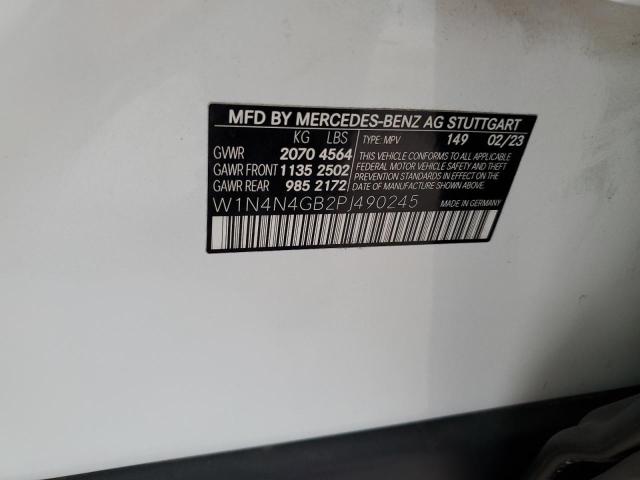 MFD BY MERCEDES-BENZ AG STUTTGART
KG LBS TYPE: MPV 149 02/23
GVWR 2070 4564
GAWR FRONT 1135 2502
GAWR REAR 985 2172
THIS VEHICLE CONFORMS TO ALL APPLICABLE
FEDERAL MOTOR VEHICLE SAFETY AND
THEFT PREVENTION STANDARDS IN EFFECT ON THE
DATE OF MANUFACTURE SHOWN ABOVE.
W1N4N4GB2PJ490245 MADE IN GERMANY